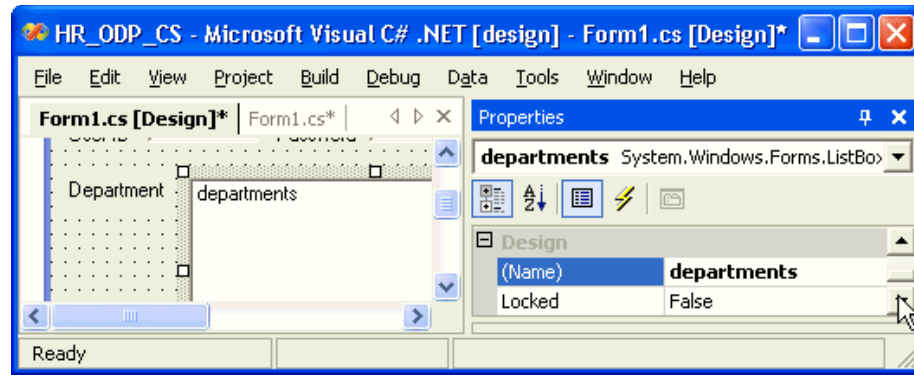 HR_ODP_CS - Microsoft Visual C# .NET [design] - Form1.cs [Design]*
File Edit View Project Build Debug Data Tools Window Help
Form1.cs [Design]* Form1.cs*
Properties
departments System.Windows.Forms.ListBo
Department
departments
Design
(Name) departments
Locked False
Ready